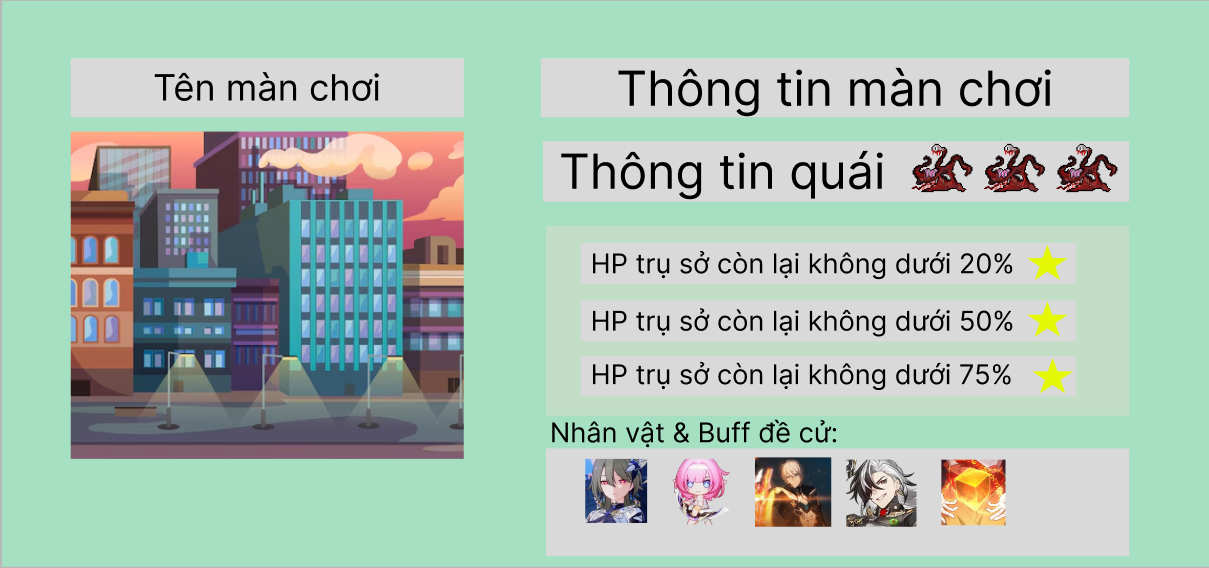 Tên màn chơi
Thông tin màn chơi
Thông tin quái
HP trụ sở còn lại không dưới 20%
HP trụ sở còn lại không dưới 50%
HP trụ sở còn lại không dưới 75%
Nhân vật & Buff đề cử: